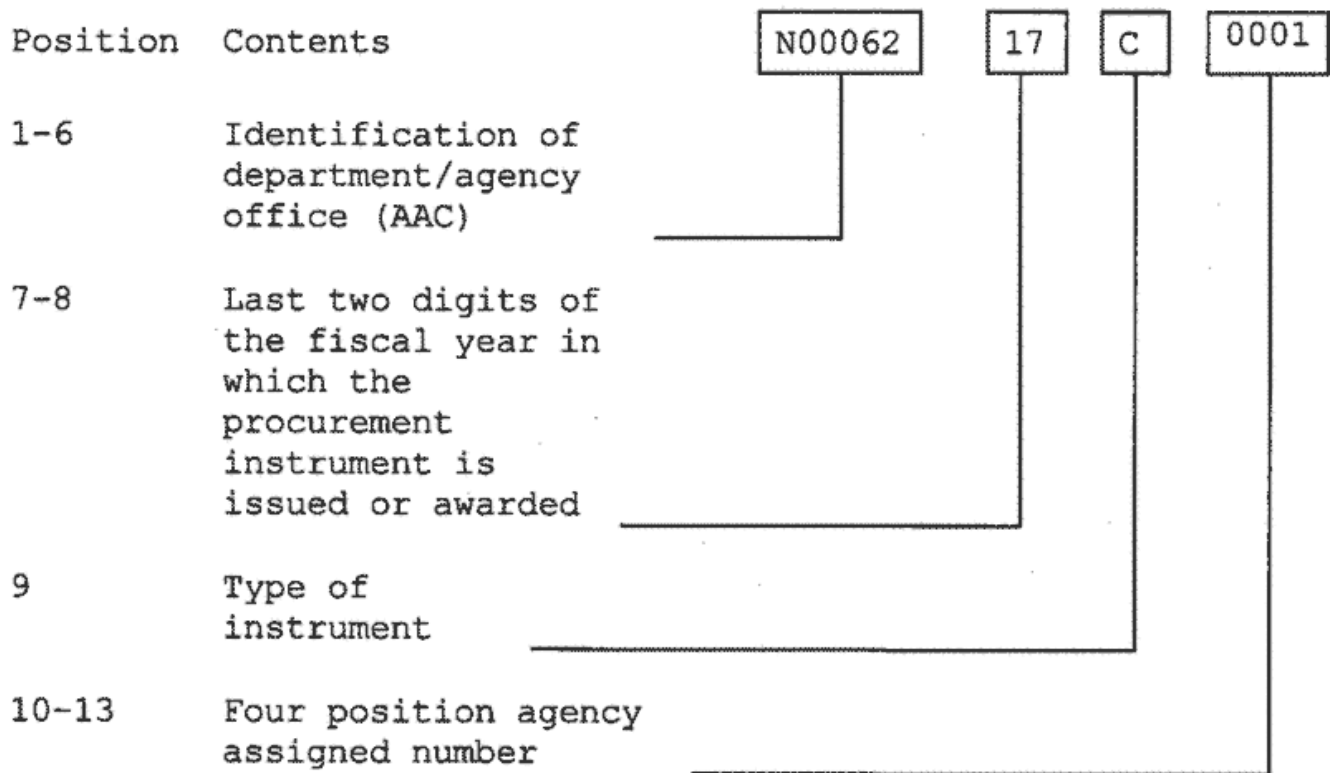 Position Contents N00062 17 C 0001
1-6 Identification of
department/agency
office (AAC)
7-8 Last two digits of
the fiscal year in
which the
procurement
instrument is
issued or awarded
9 Type of
instrument
10-13 Four position agency
assigned number